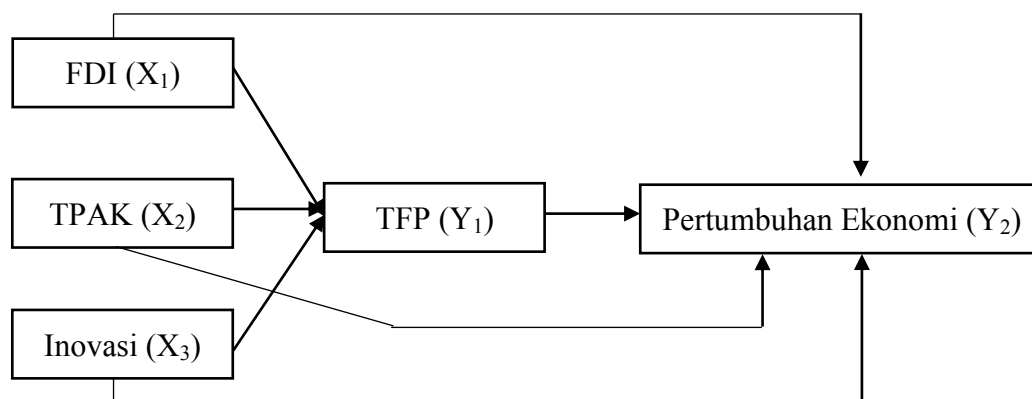 FDI (X₁)
TPAK (X₂)
TFP (Y₁)
Pertumbuhan Ekonomi (Y₂)
Inovasi (X₃)